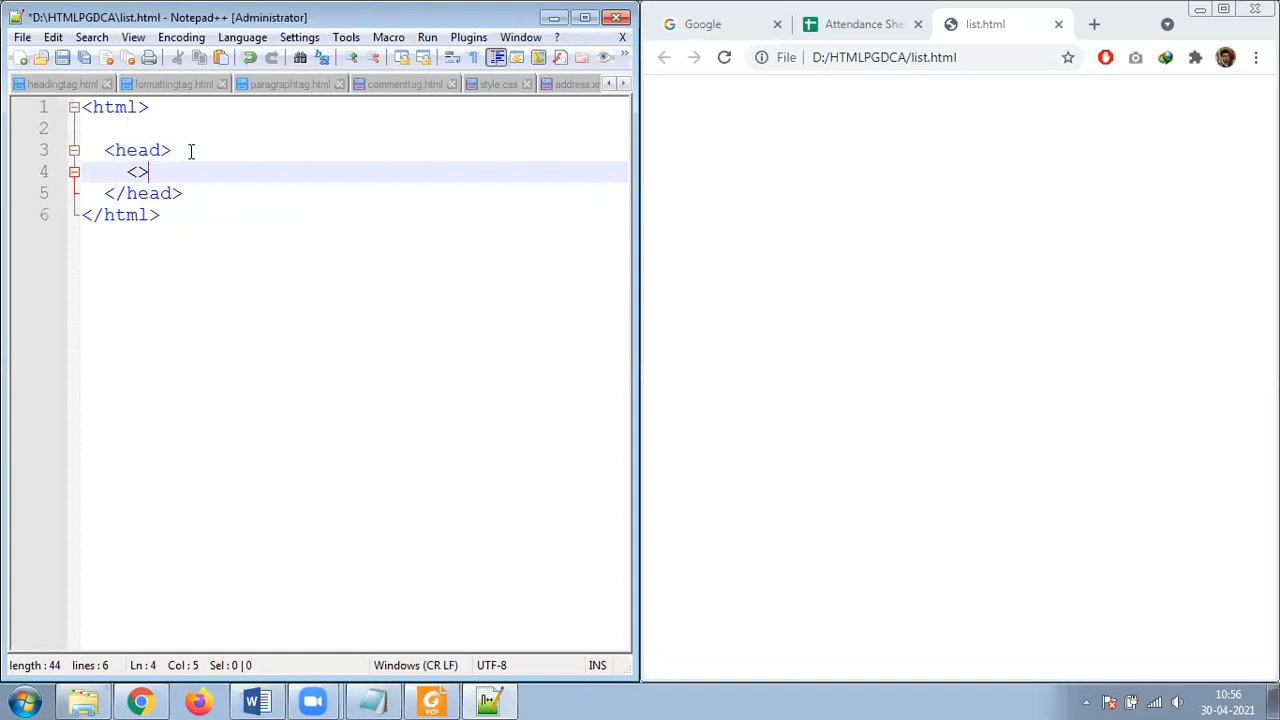 *D:\HTMLPGDCA\list.html - Notepad++ [Administrator]
File Edit Search View Encoding Language Settings Tools Macro Run Plugins Window ? X
headingtag.html formattingtag.html paragraphtag.html commenttag.html style.css address.xr
1 <html>
2
3 <head>
4 <>
5 </head>
6 </html>
length : 44 lines : 6 Ln : 4 Col : 5 Sel : 0 | 0 Windows (CR LF) UTF-8 INS
Google Attendance She list.html
File D:/HTMLPGDCA/list.html
PDF
10:56
30-04-2021